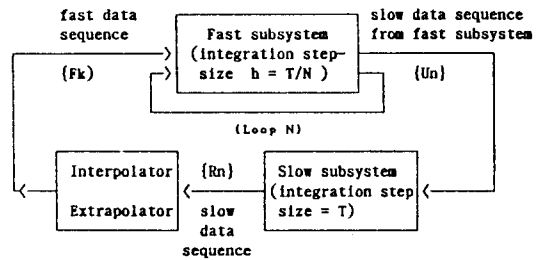 fast data
sequence
{Fk)
Fast subsystem
(integration step-
size h = T/N )
(Loop N)
slow data sequence
from fast subsystem
{Un)
Interpolator
Extrapolator
{Rn)
slow
data
sequence
Slow subsystem
(integration step
size = T)